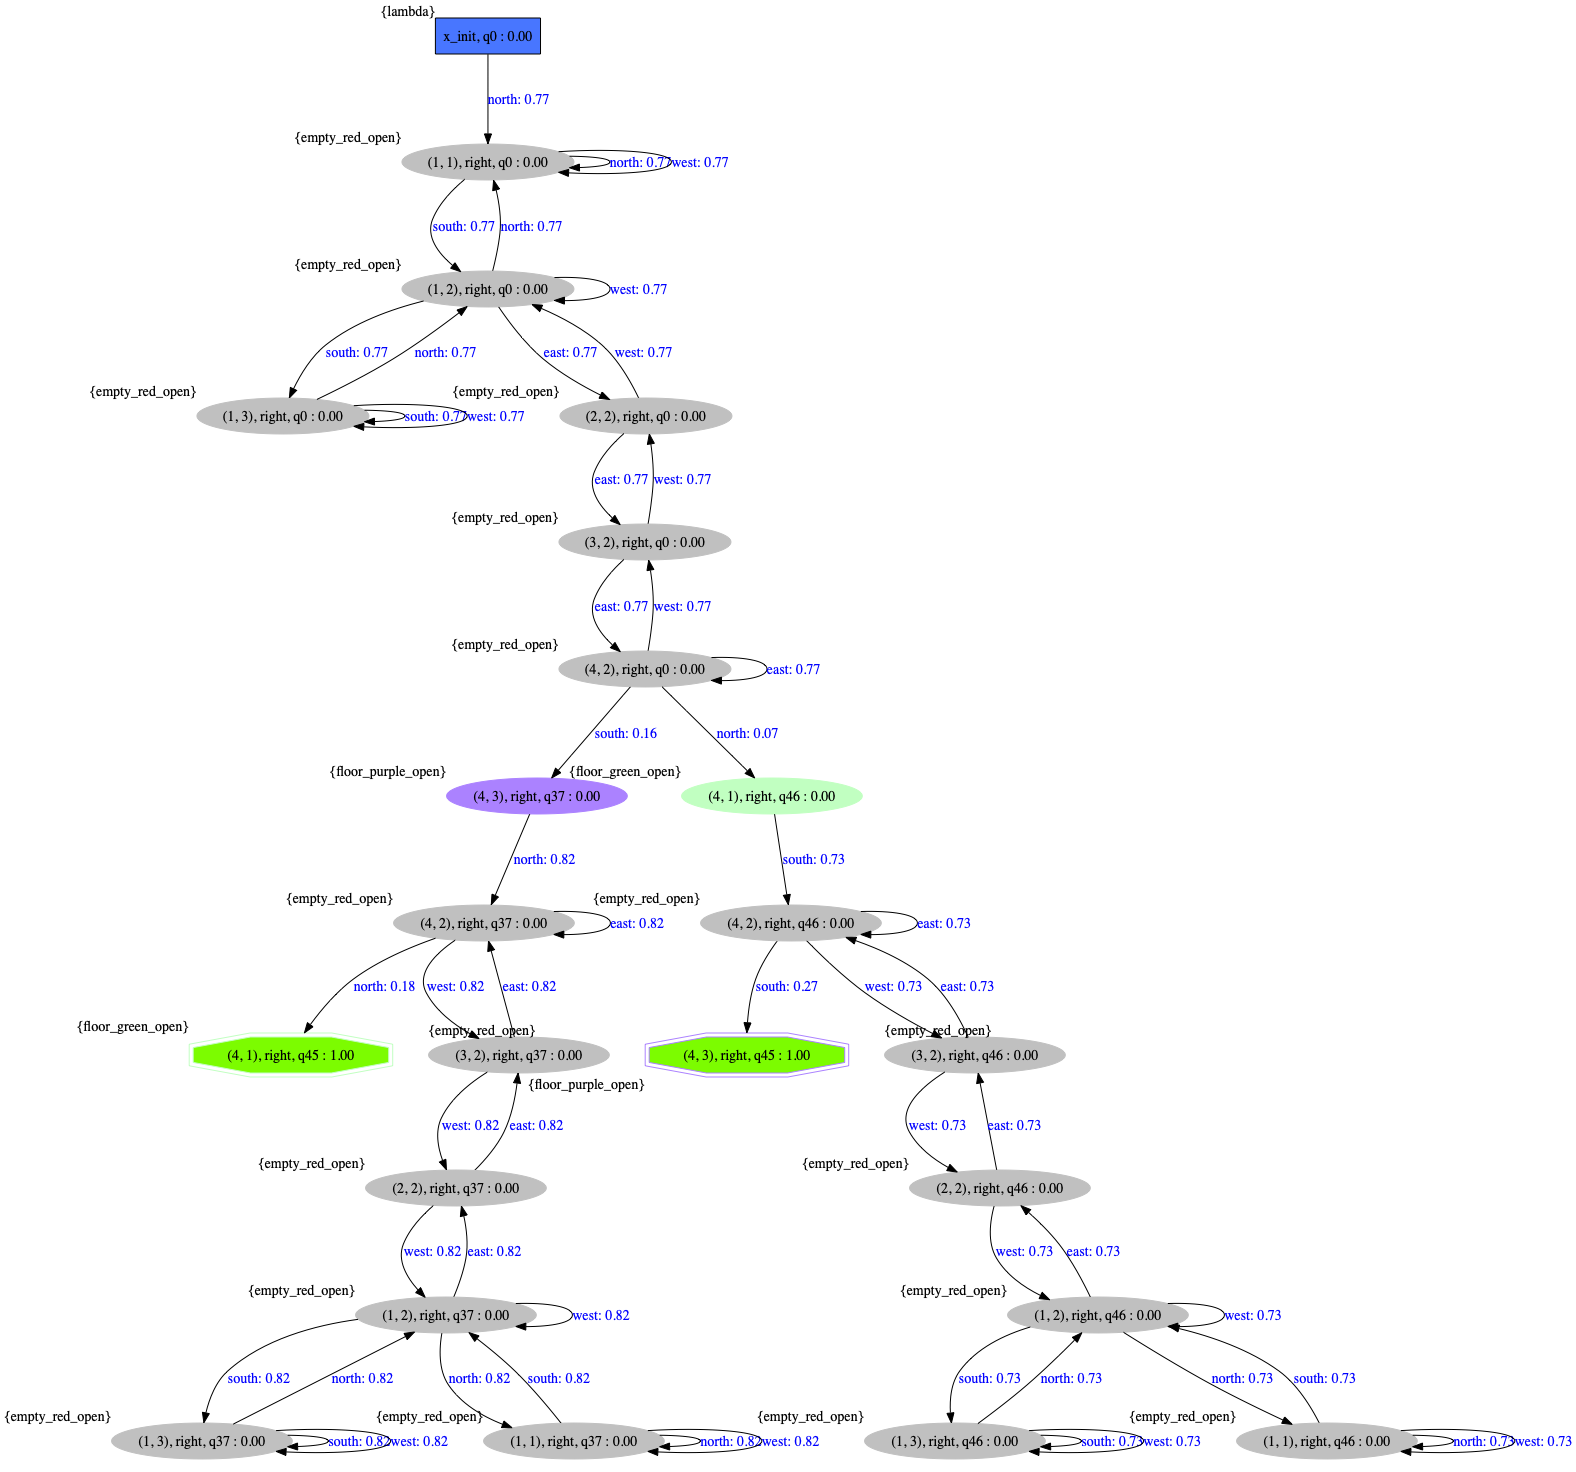 {lambda}
x_init, q0 : 0.00
north: 0.77
{empty_red_open}
(1, 1), right, q0 : 0.00
north: 0.77
west: 0.77
south: 0.77
north: 0.77
{empty_red_open}
(1, 2), right, q0 : 0.00
west: 0.77
south: 0.77
north: 0.77
east: 0.77
west: 0.77
{empty_red_open}
{empty_red_open}
(1, 3), right, q0 : 0.00
south: 0.77
west: 0.77
(2, 2), right, q0 : 0.00
east: 0.77
west: 0.77
{empty_red_open}
(3, 2), right, q0 : 0.00
east: 0.77
west: 0.77
{empty_red_open}
(4, 2), right, q0 : 0.00
east: 0.77
south: 0.16
north: 0.07
{floor_purple_open}
{floor_green_open}
(4, 3), right, q37 : 0.00
(4, 1), right, q46 : 0.00
north: 0.82
south: 0.73
{empty_red_open}
{empty_red_open}
(4, 2), right, q37 : 0.00
east: 0.82
(4, 2), right, q46 : 0.00
east: 0.73
north: 0.18
west: 0.82
east: 0.82
south: 0.27
west: 0.73
east: 0.73
{floor_green_open}
{empty_red_open}
{empty_red_open}
(4, 1), right, q45 : 1.00
(3, 2), right, q37 : 0.00
(4, 3), right, q45 : 1.00
(3, 2), right, q46 : 0.00
{floor_purple_open}
west: 0.82
east: 0.82
west: 0.73
east: 0.73
{empty_red_open}
{empty_red_open}
(2, 2), right, q37 : 0.00
(2, 2), right, q46 : 0.00
west: 0.82
east: 0.82
west: 0.73
east: 0.73
{empty_red_open}
{empty_red_open}
(1, 2), right, q37 : 0.00
west: 0.82
(1, 2), right, q46 : 0.00
west: 0.73
south: 0.82
north: 0.82
north: 0.82
south: 0.82
south: 0.73
north: 0.73
north: 0.73
south: 0.73
{empty_red_open}
{empty_red_open}
{empty_red_open}
{empty_red_open}
(1, 3), right, q37 : 0.00
south: 0.82
west: 0.82
(1, 1), right, q37 : 0.00
north: 0.82
west: 0.82
(1, 3), right, q46 : 0.00
south: 0.73
west: 0.73
(1, 1), right, q46 : 0.00
north: 0.73
west: 0.73